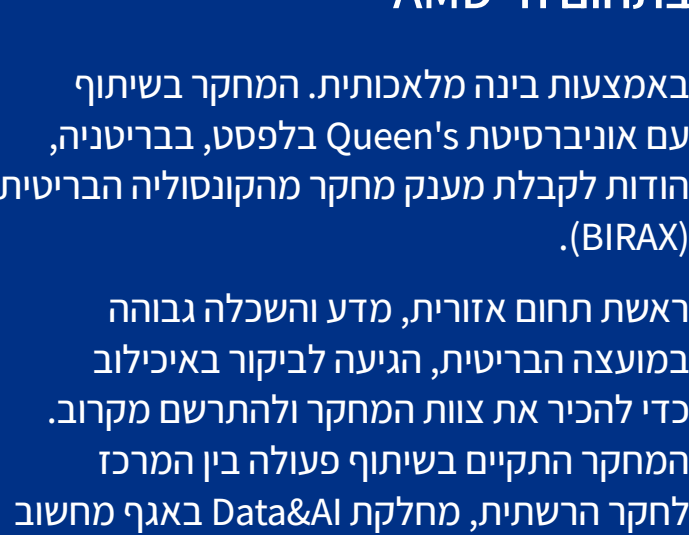 בתחום ה- AMD
באמצעות בינה מלאכותית. המחקר בשיתוף
עם אוניברסיטת Queen's בלפסט, בבריטניה,
הודות לקבלת מענק מחקר מהקונסוליה הבריטית
(BIRAX).
ראשת תחום אזורית, מדע והשכלה גבוהה
במועצה הבריטית, הגיעה לביקור באיכילוב
כדי להכיר את צוות המחקר ולהתרשם מקרוב.
המחקר התקיים בשיתוף פעולה בין המרכז
לחקר הרשתית, מחלקת Data&AI באגף מחשוב